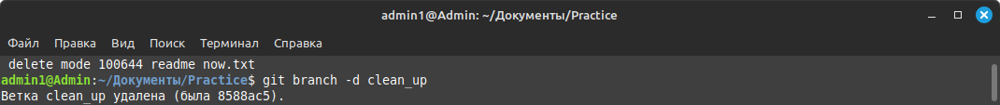 admin1@Admin: ~/Документы/Practice
Файл Правка Вид Поиск Терминал Справка
delete mode 100644 readme now.txt
admin1@Admin:~/Документы/Practice$ git branch -d clean_up
Ветка clean_up удалена (была 8588ac5).